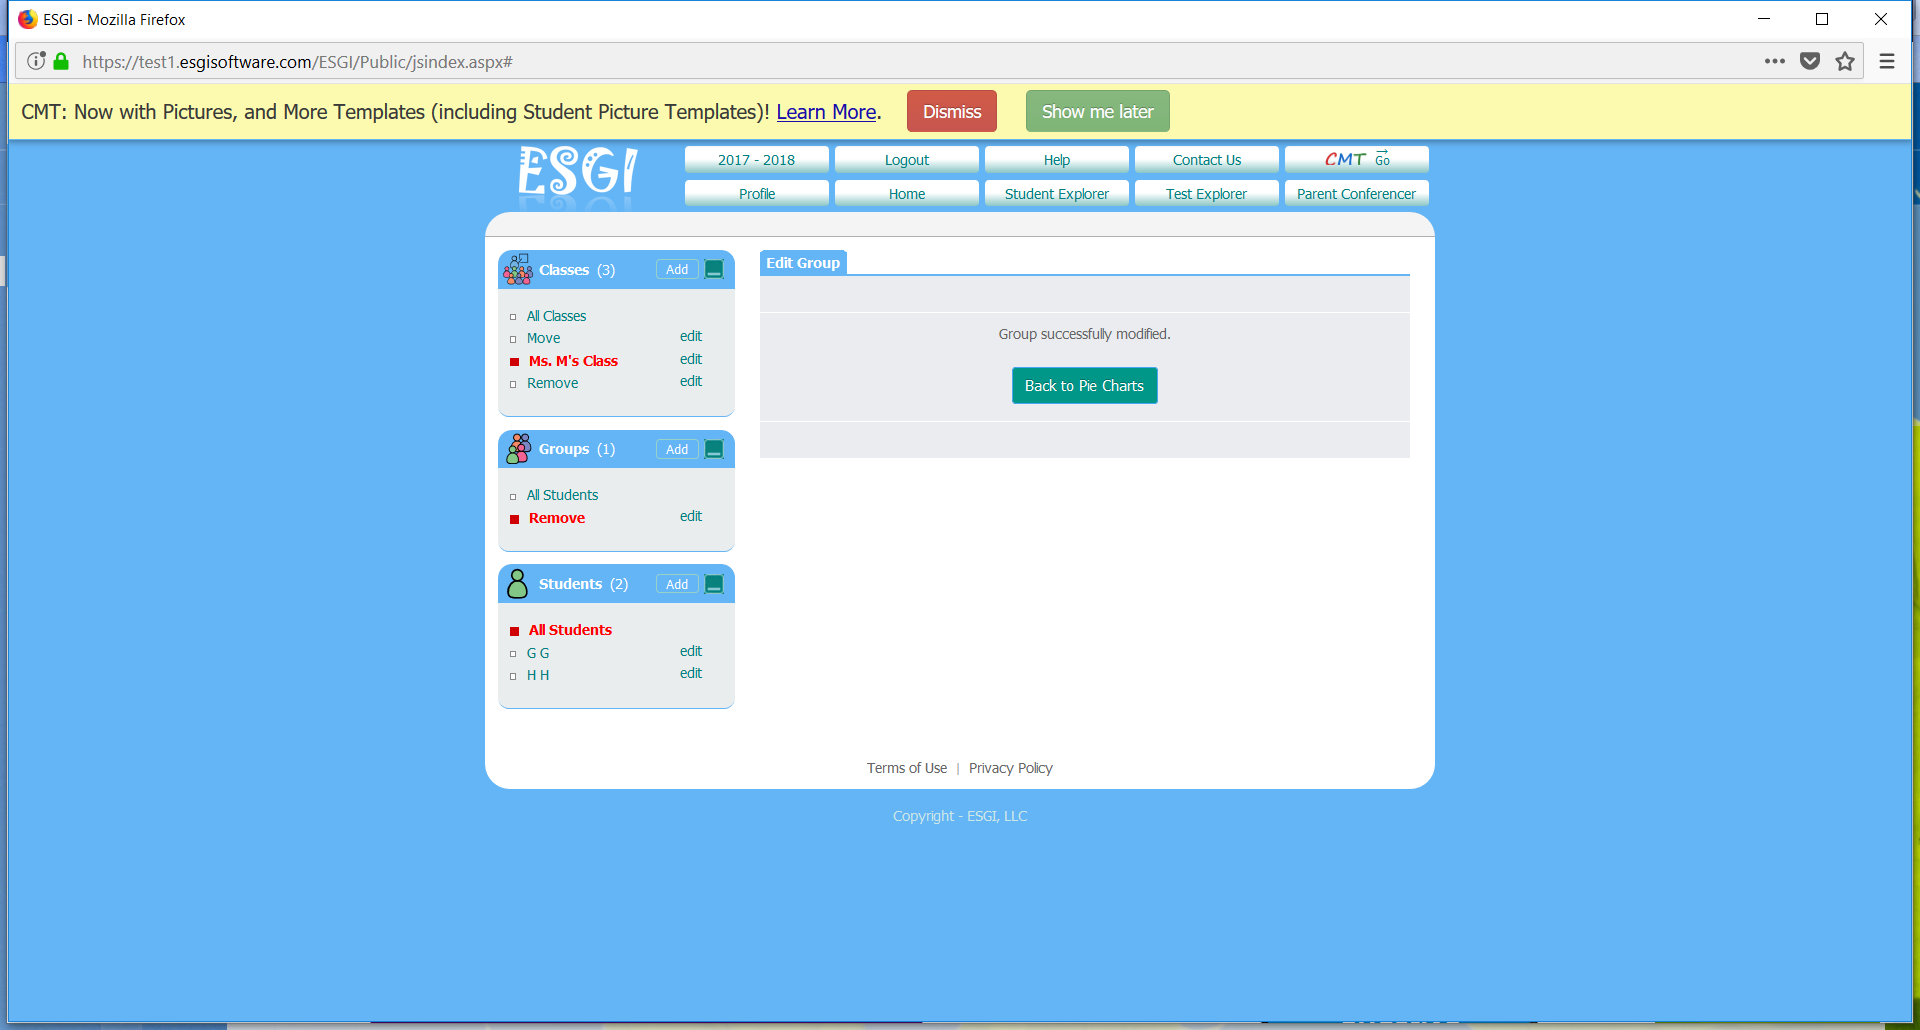 ESGI - Mozilla Firefox
https://test1.esgisoftware.com/ESGI/Public/jsindex.aspx#
CMT: Now with Pictures, and More Templates (including Student Picture Templates)! Learn More. Dismiss Show me later
ESGI
2017 - 2018 Logout Help Contact Us CMT Go
Profile Home Student Explorer Test Explorer Parent Conferencer
Classes (3) Add
All Classes
Move edit
Ms. M's Class edit
Remove edit
Groups (1) Add
All Students
Remove edit
Students (2) Add
All Students
G G edit
H H edit
Edit Group
Group successfully modified.
Back to Pie Charts
Terms of Use | Privacy Policy
Copyright - ESGI, LLC